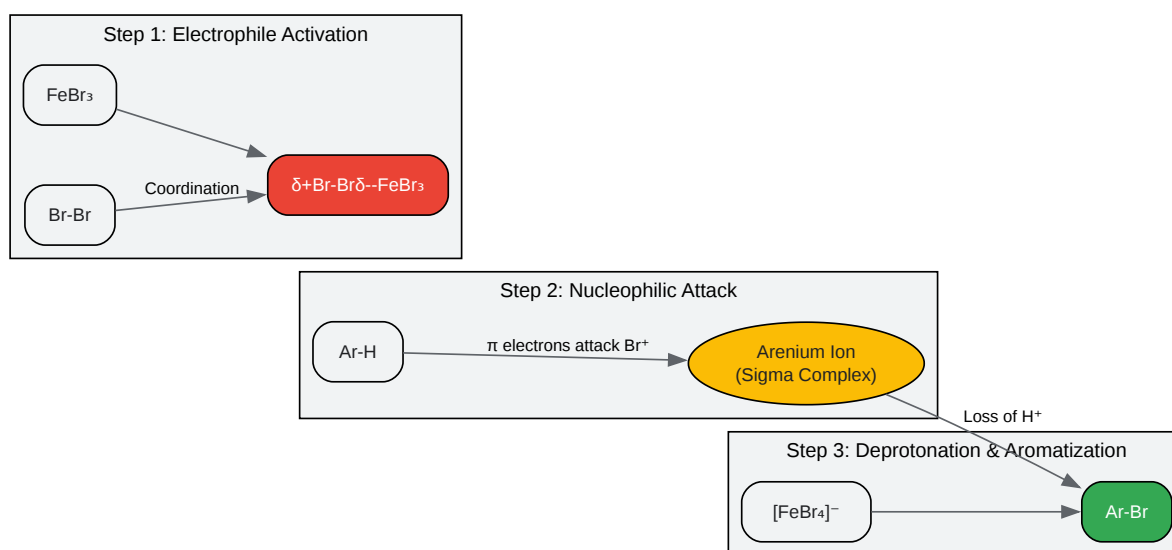 Step 1: Electrophile Activation
FeBr₃
Br-Br
Coordination
δ+Br-Brδ--FeBr₃
Step 2: Nucleophilic Attack
Ar-H
π electrons attack Br⁺
Arenium Ion
(Sigma Complex)
Loss of H⁺
Step 3: Deprotonation & Aromatization
[FeBr₄]⁻
Ar-Br